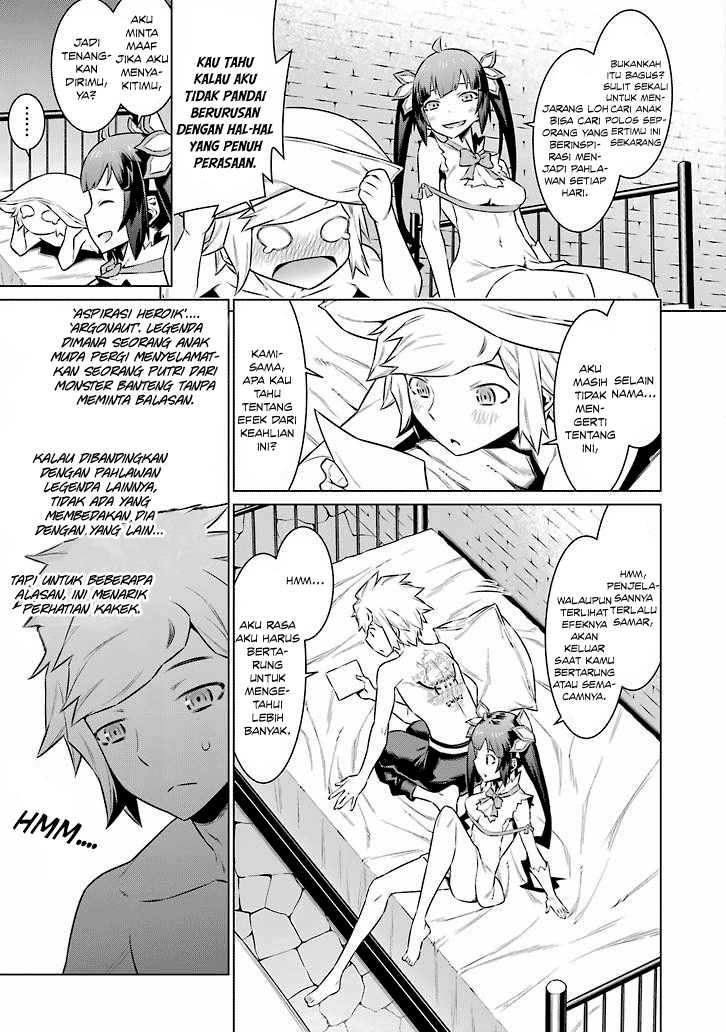 BUKANKAH
ITU BAGUS?
SULIT SEKALI
UNTUK MEN-
CARI ANAK
POLOS SEP-
ERTIMU INI
SEKARANG
JARANG LOH
BISA CARI
ORANG YANG
BERINSPI-
RASI MEN-
JADI PAHLA-
WAN SETIAP
HARI.
KAU TAHU
KALAU AKU
TIDAK PANDAI
BERURUSAN
DENGAN HAL-HAL
YANG PENUH
PERASAAN.
AKU
MINTA
MAAF
JIKA AKU
MENYA-
KITIMU,
JADI
TENANG-
KAN
DIRIMU,
YA?
......
SELAIN
NAMA...
AKU
MASIH
TIDAK
MEN-
GERTI
TENTANG
INI,
KAMI-
SAMA,
APA KAU
TAHU
TENTANG
EFEK DARI
KEAHLIAN
INI?
'ASPIRASI HEROIK'....
'ARGONAUT'. LEGENDA
DIMANA SEORANG ANAK
MUDA PERGI MENYELAMAT-
KAN SEORANG PUTRI DARI
MONSTER BANTENG TANPA
MEMINTA BALASAN.
KALAU DIBANDINGKAN
DENGAN PAHLAWAN
LEGENDA LAINNYA,
TIDAK ADA YANG
MEMBEDAKAN DIA
DENGAN YANG LAIN...
TAPI UNTUK BEBERAPA
ALASAN, INI MENARIK
PERHATIAN KAKEK.
HMM....
HMM,
PENJELA-
SANNYA
TERLALU
SAMAR,
WALAUPUN
TERLIHAT
EFEKNYA
AKAN
KELUAR
SAAT KAMU
BERTARUNG
ATAU SEMA-
CAMNYA.
HMM...
AKU RASA
AKU HARUS
BERTA-
RUNG
UNTUK
MENGE-
TAHUI
LEBIH
BANYAK.